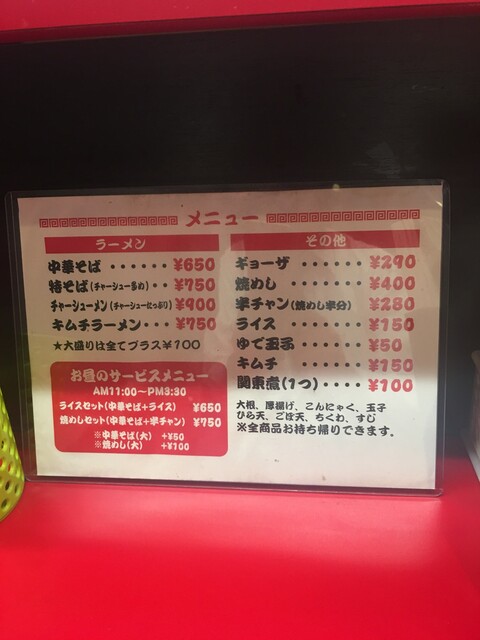 メニュー
ラーメン
中華そば ・・・・・・ ¥650
特そば(チャーシュー多め)・・ ¥750
チャーシューメン(チャーシューたっぷり) ¥900
キムチラーメン・・・ ¥750
★大盛りは全てプラス¥100
お昼のサービスメニュー
AM11:00~PM3:30
ライスセット(中華そば+ライス) ¥650
焼めしセット(中華そば+半チャン) ¥750
※中華そば(大) +¥50
※焼めし(大) +¥100
その他
ギョーザ ・・・・・・ ¥290
焼めし ・・・・・・ ¥400
半チャン(焼めし半分) ¥280
ライス ・・・・・・ ¥150
ゆで玉子 ・・・・・ ¥50
キムチ ・・・・・・ ¥150
関東煮(1つ)・・・・ ¥100
大根、厚揚げ、こんにゃく、玉子
ひら天、ごぼ天、ちくわ、すじ
※全商品お持ち帰りできます。